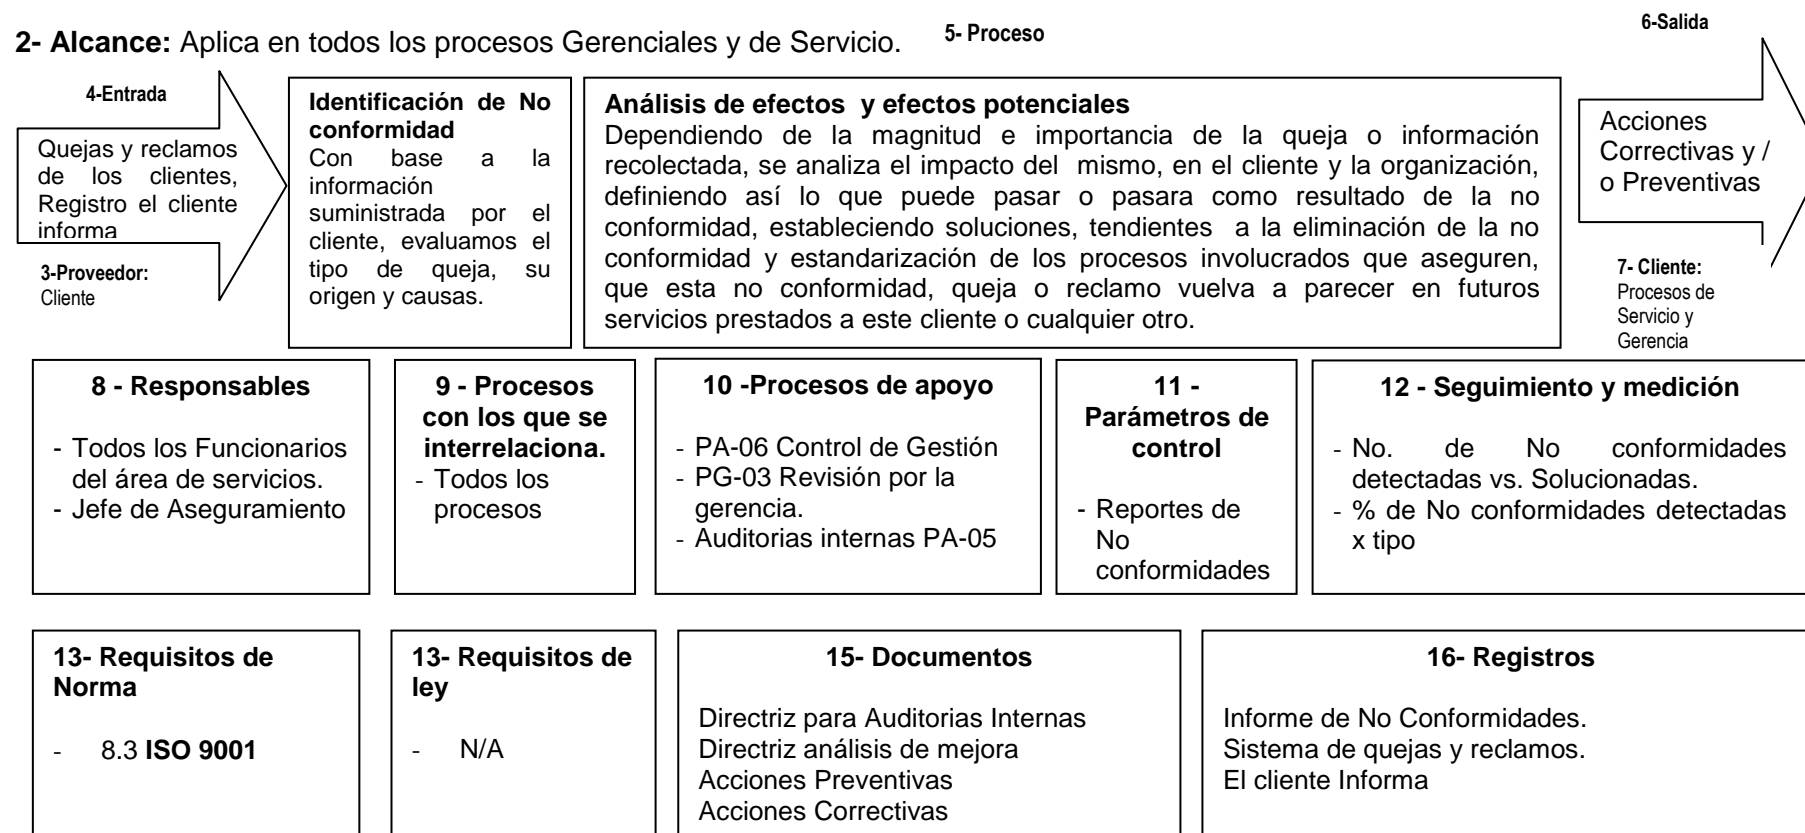 2- Alcance: Aplica en todos los procesos Gerenciales y de Servicio.
5- Proceso
6-Salida
4-Entrada
Quejas y reclamos
de los clientes,
Registro el cliente
informa
3-Proveedor:
Cliente
Identificación de No
conformidad
Con base a la
información
suministrada por el
cliente, evaluamos el
tipo de queja, su
origen y causas.
Análisis de efectos y efectos potenciales
Dependiendo de la magnitud e importancia de la queja o información
recolectada, se analiza el impacto del mismo, en el cliente y la organización,
definiendo así lo que puede pasar o pasara como resultado de la no
conformidad, estableciendo soluciones, tendientes a la eliminación de la no
conformidad y estandarización de los procesos involucrados que aseguren,
que esta no conformidad, queja o reclamo vuelva a parecer en futuros
servicios prestados a este cliente o cualquier otro.
Acciones
Correctivas y /
o Preventivas
7- Cliente:
Procesos de
Servicio y
Gerencia
8 - Responsables
- Todos los Funcionarios
del área de servicios.
- Jefe de Aseguramiento
9 - Procesos
con los que se
interrelaciona.
- Todos los
procesos
10 -Procesos de apoyo
- PA-06 Control de Gestión
- PG-03 Revisión por la
gerencia.
- Auditorias internas PA-05
11 -
Parámetros de
control
- Reportes de
No
conformidades
12 - Seguimiento y medición
- No. de No conformidades
detectadas vs. Solucionadas.
- % de No conformidades detectadas
x tipo
13- Requisitos de
Norma
- 8.3 ISO 9001
13- Requisitos de
ley
- N/A
15- Documentos
Directriz para Auditorias Internas
Directriz análisis de mejora
Acciones Preventivas
Acciones Correctivas
16- Registros
Informe de No Conformidades.
Sistema de quejas y reclamos.
El cliente Informa